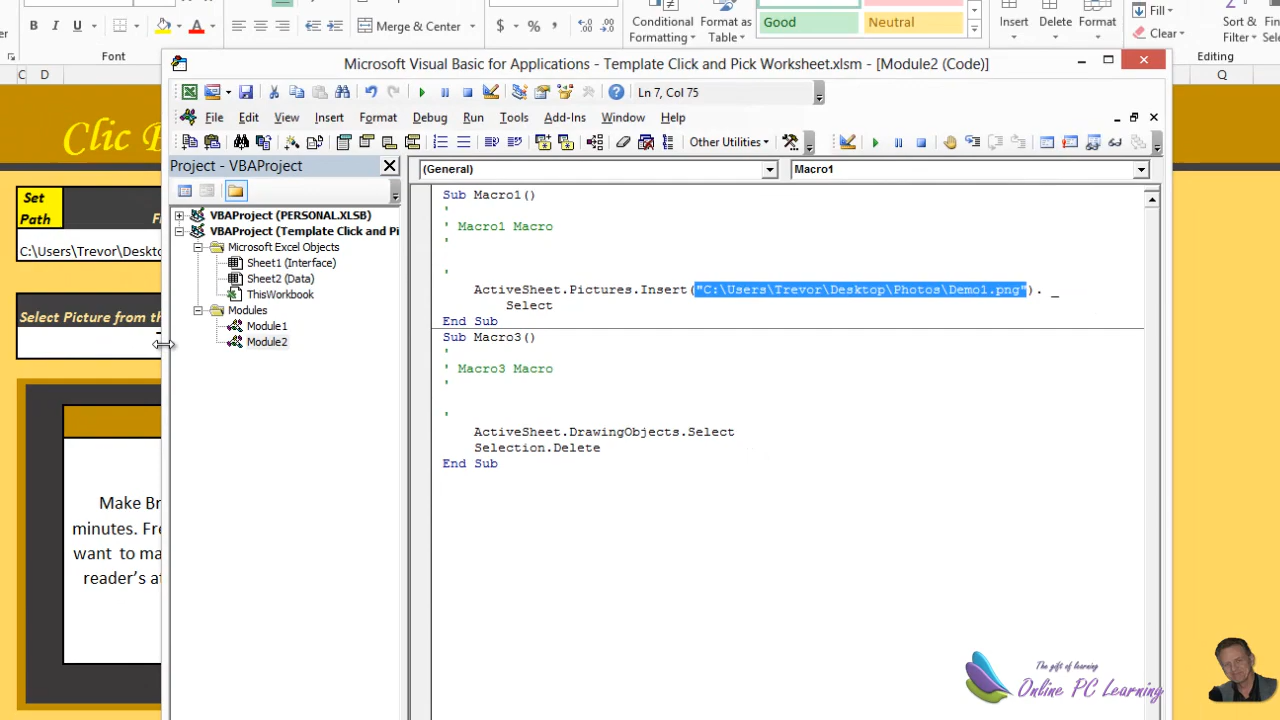 Merge & Center
$
%
Conditional
Formatting
Format as
Table
Good
Neutral
Insert
Delete
Format
Fill
Clear
Sort &
Filter
Select
B
I
U
Font
Editing
C
D
Q
Microsoft Visual Basic for Applications - Template Click and Pick Worksheet.xlsm - [Module2 (Code)]
Ln 7, Col 75
File Edit View Insert Format Debug Run Tools Add-Ins Window Help
Other Utilities
Project - VBAProject
(General)
Macro1
VBAProject (PERSONAL.XLSB)
VBAProject (Template Click and Pi
Microsoft Excel Objects
Sheet1 (Interface)
Sheet2 (Data)
ThisWorkbook
Modules
Module1
Module2
Sub Macro1()
'
' Macro1 Macro
'
'
ActiveSheet.Pictures.Insert("C:\Users\Trevor\Desktop\Photos\Demo1.png"). _
Select
End Sub
Sub Macro3()
'
' Macro3 Macro
'
'
ActiveSheet.DrawingObjects.Select
Selection.Delete
End Sub
Clic
Set
Path
C:\Users\Trevor\Deskto
Select Picture from th
Make Br
minutes. Fre
want to ma
reader's at
The gift of learning
Online PC Learning